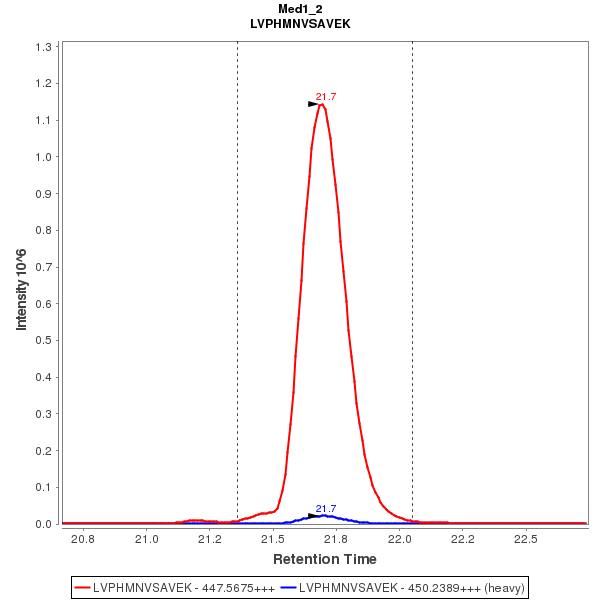 Med1_2
LVPHMNVSAVEK
1.3
1.2
1.1
1.0
0.9
0.8
0.7
0.6
0.5
0.4
0.3
0.2
0.1
0.0
Intensity 10^6
21.7
21.7
20.8 21.0 21.3 21.5 21.8 22.0 22.3 22.5
Retention Time
LVPHMNVSAVEK - 447.5675+++ LVPHMNVSAVEK - 450.2389+++ (heavy)